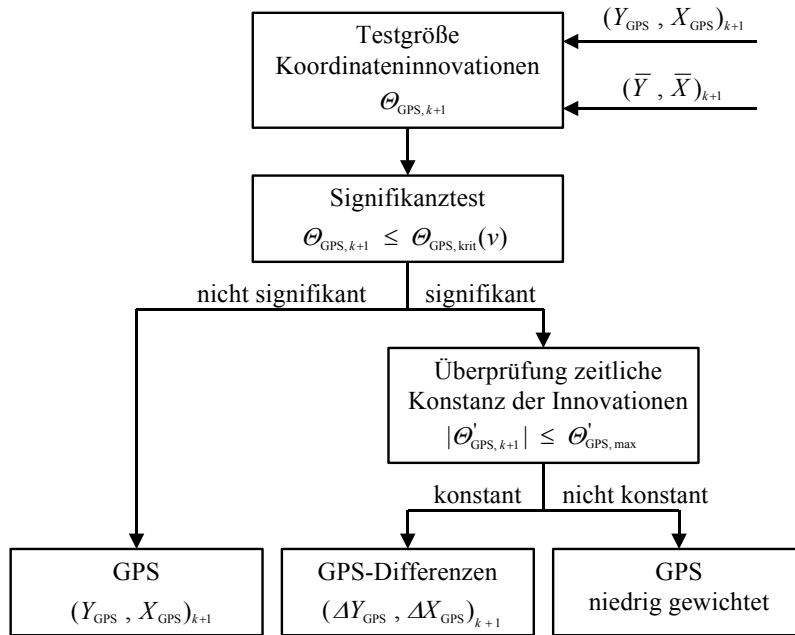 Testgröße
Koordinateninnovationen
Θ_GPS, k+1
(Y_GPS , X_GPS)_k+1
(Y̅ , X̅)_k+1
Signifikanztest
Θ_GPS, k+1 ≤ Θ_GPS, krit(v)
nicht signifikant
signifikant
Überprüfung zeitliche
Konstanz der Innovationen
|Θ'_GPS, k+1| ≤ Θ'_GPS, max
konstant
nicht konstant
GPS
(Y_GPS , X_GPS)_k+1
GPS-Differenzen
(ΔY_GPS , ΔX_GPS)_k+1
GPS
niedrig gewichtet